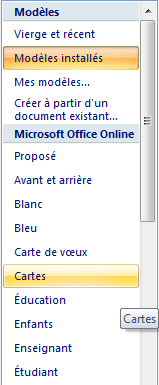 Modèles
Vierge et récent
Modèles installés
Mes modèles...
Créer à partir d'un
document existant...
Microsoft Office Online
Proposé
Avant et arrière
Blanc
Bleu
Carte de vœux
Cartes
Éducation
Cartes
Enfants
Enseignant
Étudiant